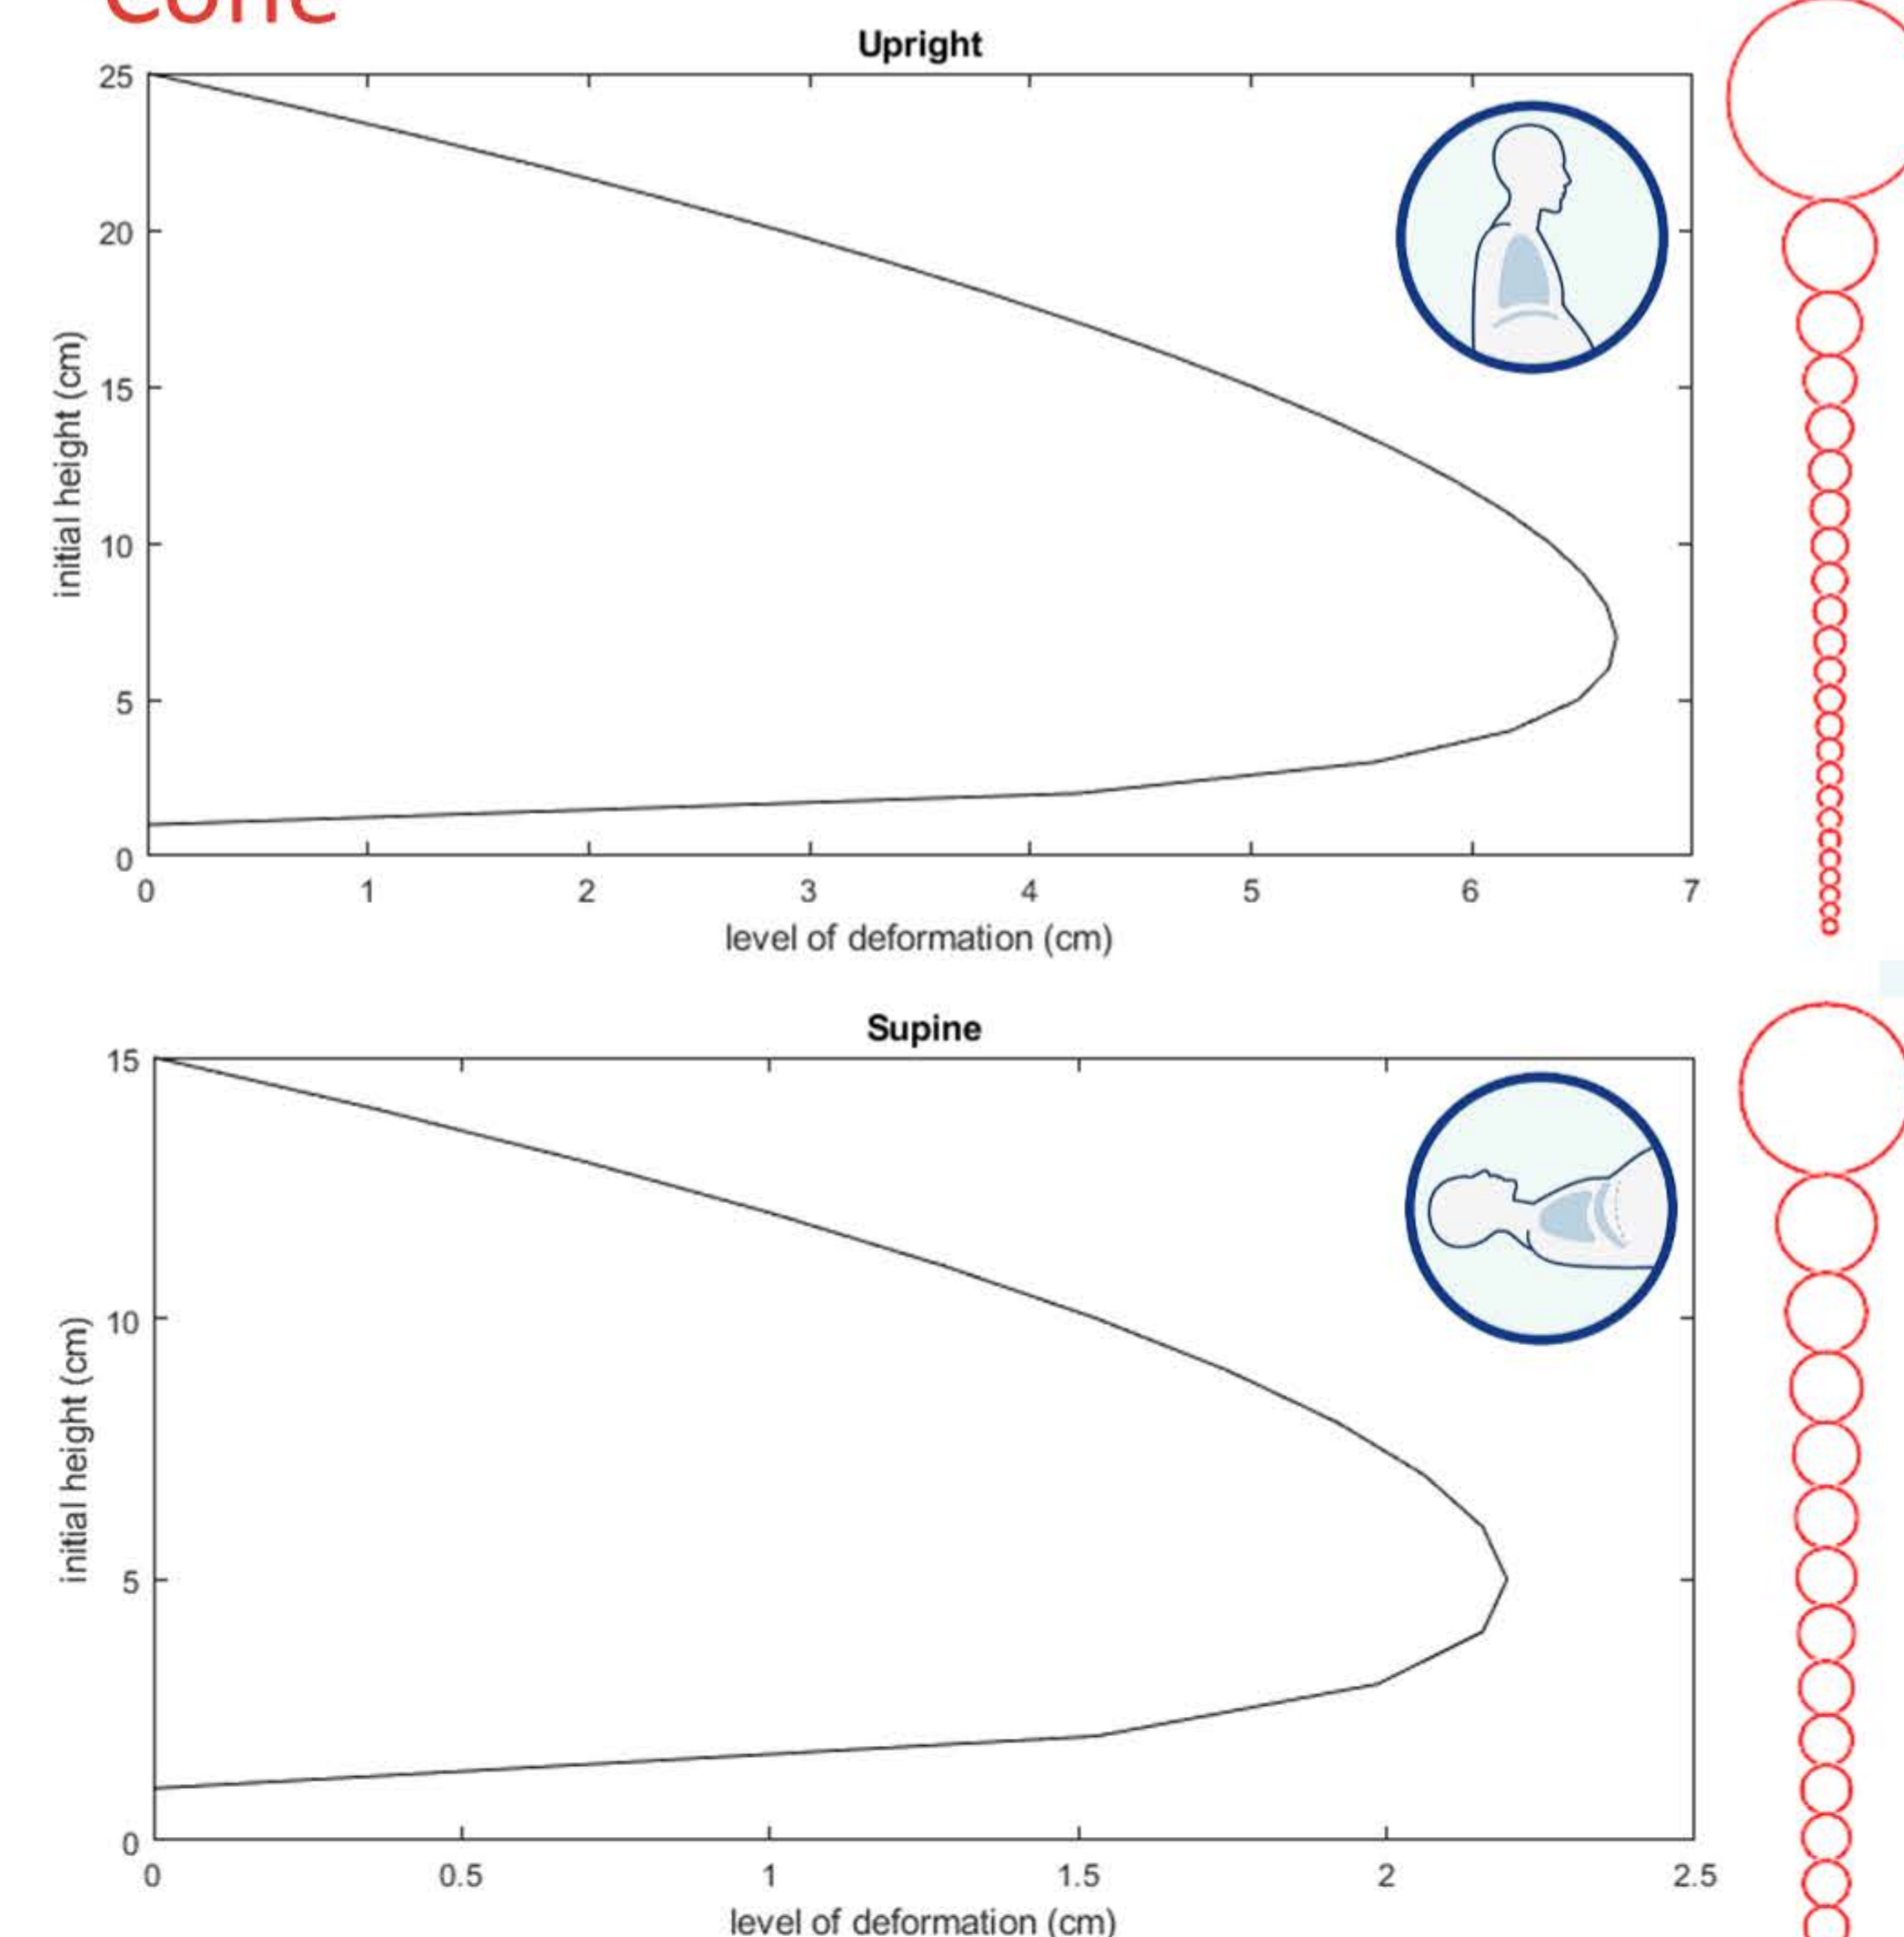 Cone
Upright
25
20
15
10
5
0
initial height (cm)
0 1 2 3 4 5 6 7
level of deformation (cm)
Supine
15
10
5
0
initial height (cm)
0 0.5 1 1.5 2 2.5
level of deformation (cm)